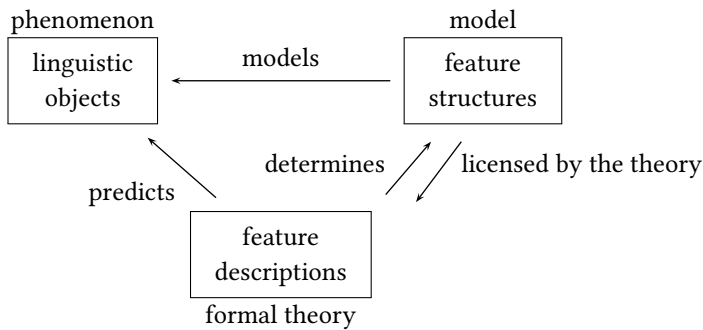 phenomenon
linguistic
objects
models
model
feature
structures
predicts
determines
licensed by the theory
feature
descriptions
formal theory